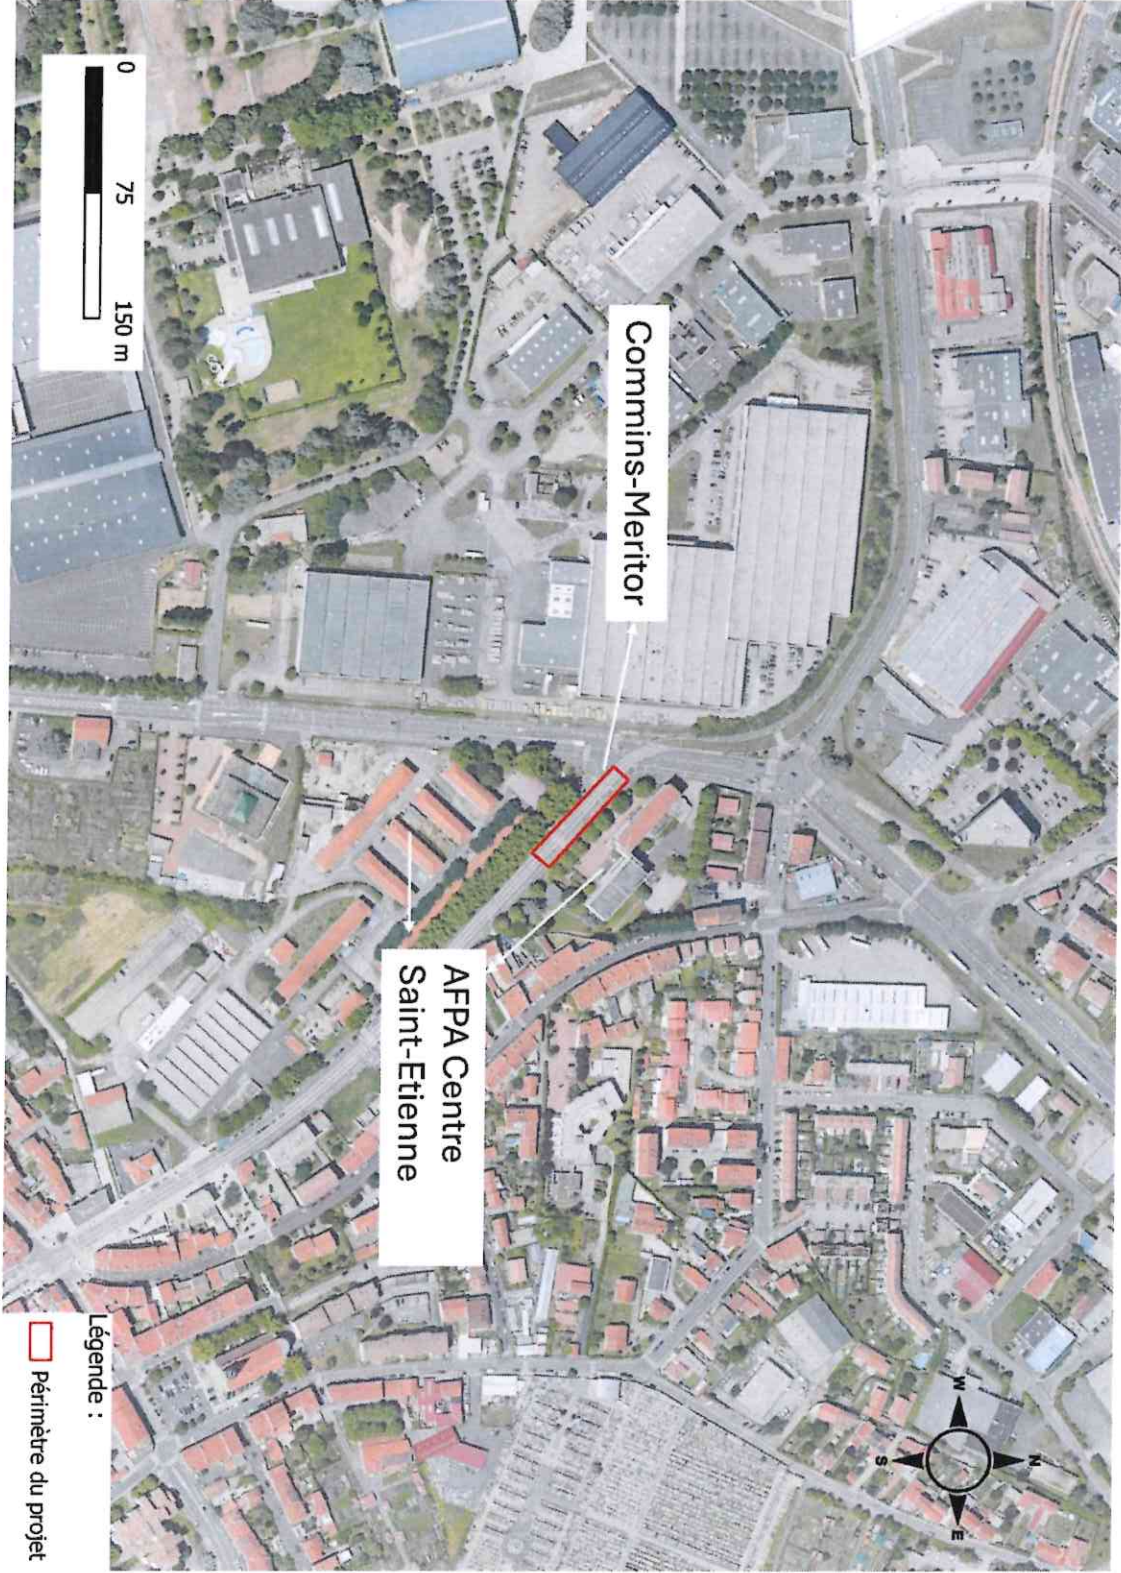 Commins-Meritor
AFPA Centre
Saint-Etienne
0 75 150 m
Légende :
Périmètre du projet
N
W
E
S